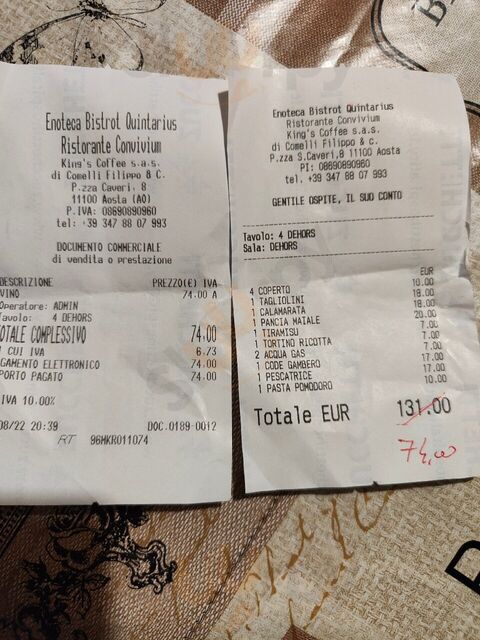 Enoteca Bistrot Quintarius
Ristorante Convivium
King's Coffee s.a.s.
di Comelli Filippo & C.
P.zza Caveri, 8
11100 Aosta (AO)
P.IVA: 08690890960
tel: +39 347 88 07 993
DOCUMENTO COMMERCIALE
di vendita o prestazione
DESCRIZIONE PREZZO(€) IVA
VINO 74.00 A
Operatore: ADMIN
Tavolo: 4 DEHORS
TOTALE COMPLESSIVO 74.00
DI CUI IVA 6.73
PAGAMENTO ELETTRONICO 74.00
IMPORTO PAGATO 74.00
IVA 10.00%
08/22 20:39 DOC.0189-0012
RT 96MKR011074
Enoteca Bistrot Quintarius
Ristorante Convivium
King's Coffee s.a.s.
di Comelli Filippo & C.
P.zza S.Caveri,8 11100 Aosta
PI: 08690890960
tel. +39 347 88 07 993
GENTILE OSPITE, IL SUO CONTO
Tavolo: 4 DEHORS
Sala: DEHORS
EUR
4 COPERTO 10.00
1 TAGLIOLINI 18.00
1 CALAMARATA 18.00
1 PANCIA MAIALE 20.00
1 TIRAMISU 7.00
1 TORTINO RICOTTA 7.00
2 ACQUA GAS 7.00
1 CODE GAMBERO 17.00
1 PESCATRICE 17.00
1 PASTA POMODORO 10.00
Totale EUR 131.00
74,00